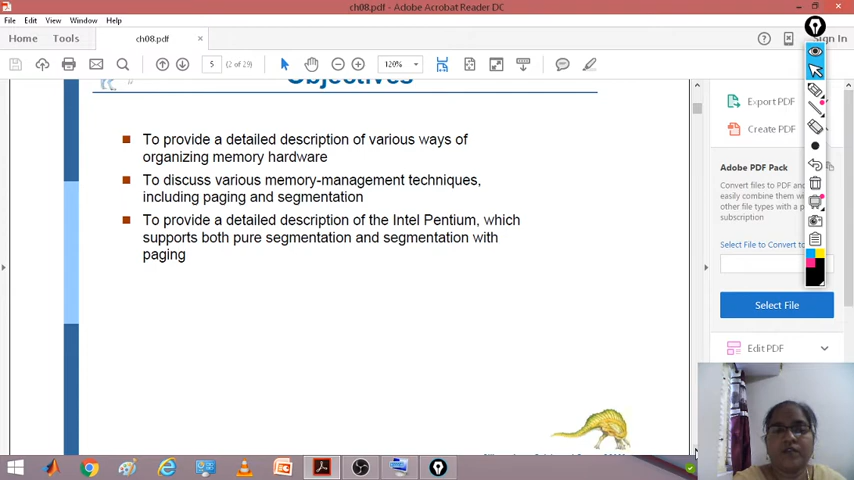 ch08.pdf - Adobe Acrobat Reader DC
File Edit View Window Help
Home Tools ch08.pdf × Sign In
5 (2 of 29) 120%
Objectives
To provide a detailed description of various ways of
organizing memory hardware
To discuss various memory-management techniques,
including paging and segmentation
To provide a detailed description of the Intel Pentium, which
supports both pure segmentation and segmentation with
paging
Export PDF
Create PDF
Adobe PDF Pack
Convert files to PDF and
easily combine them wi
other file types with a p
subscription
Select File to Convert to
Select File
Edit PDF